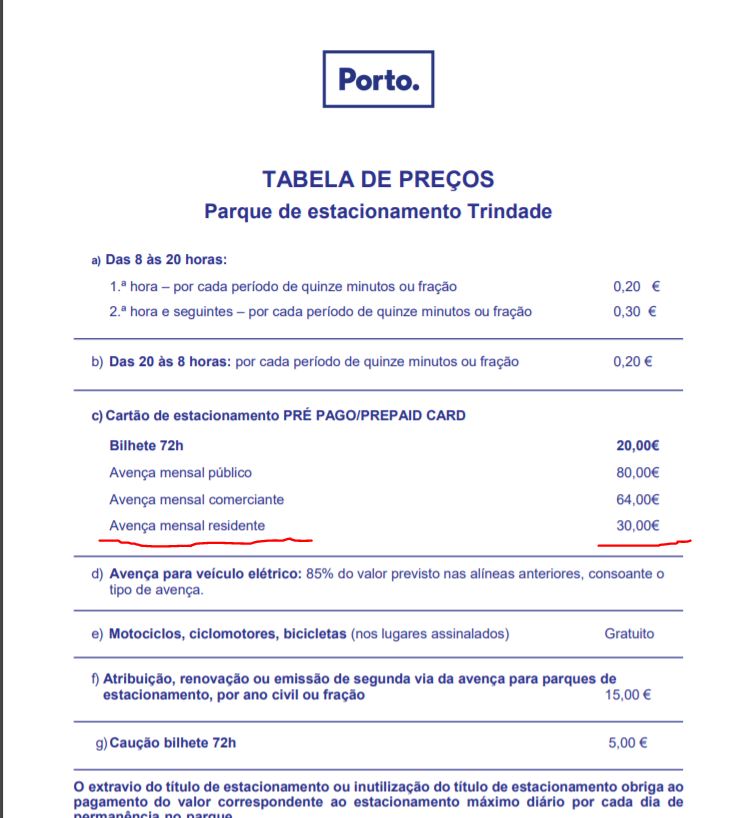 Porto.
TABELA DE PREÇOS
Parque de estacionamento Trindade
a) Das 8 às 20 horas:
1.ª hora – por cada período de quinze minutos ou fração 0,20 €
2.ª hora e seguintes – por cada período de quinze minutos ou fração 0,30 €
b) Das 20 às 8 horas: por cada período de quinze minutos ou fração 0,20 €
c) Cartão de estacionamento PRÉ PAGO/PREPAID CARD
Bilhete 72h 20,00€
Avença mensal público 80,00€
Avença mensal comerciante 64,00€
Avença mensal residente 30,00€
d) Avença para veículo elétrico: 85% do valor previsto nas alíneas anteriores, consoante o
tipo de avença.
e) Motociclos, ciclomotores, bicicletas (nos lugares assinalados) Gratuito
f) Atribuição, renovação ou emissão de segunda via da avença para parques de
estacionamento, por ano civil ou fração 15,00 €
g) Caução bilhete 72h 5,00 €
O extravio do título de estacionamento ou inutilização do título de estacionamento obriga ao
pagamento do valor correspondente ao estacionamento máximo diário por cada dia de
permanência no parque